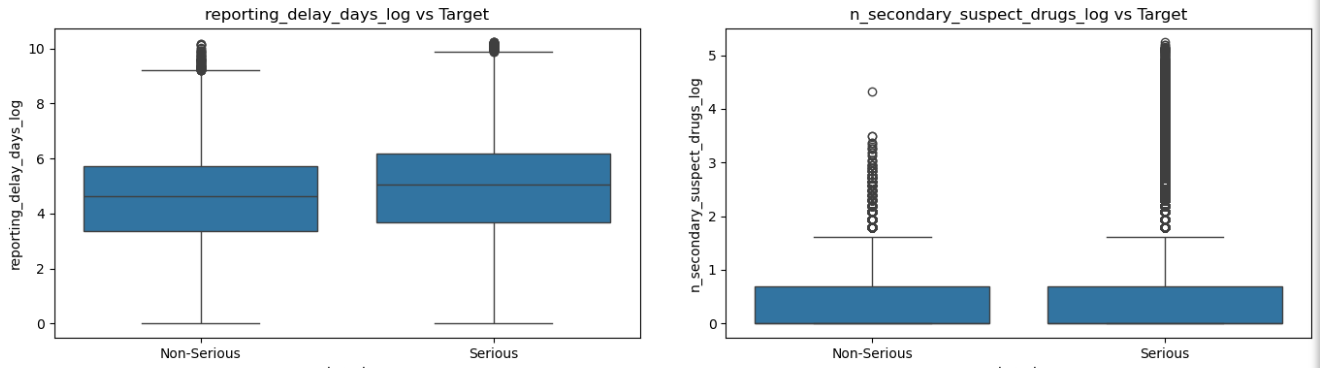 reporting_delay_days_log vs Target
reporting_delay_days_log
10
8
6
4
2
0
Non-Serious
Serious
n_secondary_suspect_drugs_log vs Target
n_secondary_suspect_drugs_log
5
4
3
2
1
0
Non-Serious
Serious